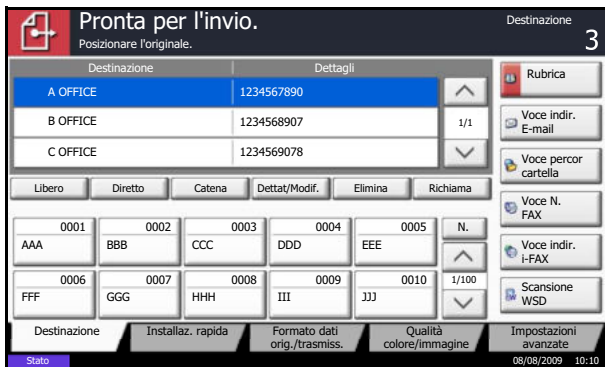 Pronta per l'invio.
Posizionare l'originale.
Destinazione
3
Destinazione Dettagli
A OFFICE 1234567890
B OFFICE 1234568907
C OFFICE 1234569078
1/1
Libero Diretto Catena Dettat/Modif. Elimina Richiama
0001 0002 0003 0004 0005 N.
AAA BBB CCC DDD EEE
0006 0007 0008 0009 0010 1/100
FFF GGG HHH III JJJ
Rubrica
Voce indir.
E-mail
Voce percor
cartella
Voce N.
FAX
Voce indir.
i-FAX
Scansione
WSD
Destinazione
Installaz. rapida
Formato dati
orig./trasmiss.
Qualità
colore/immagine
Impostazioni
avanzate
Stato 08/08/2009 10:10